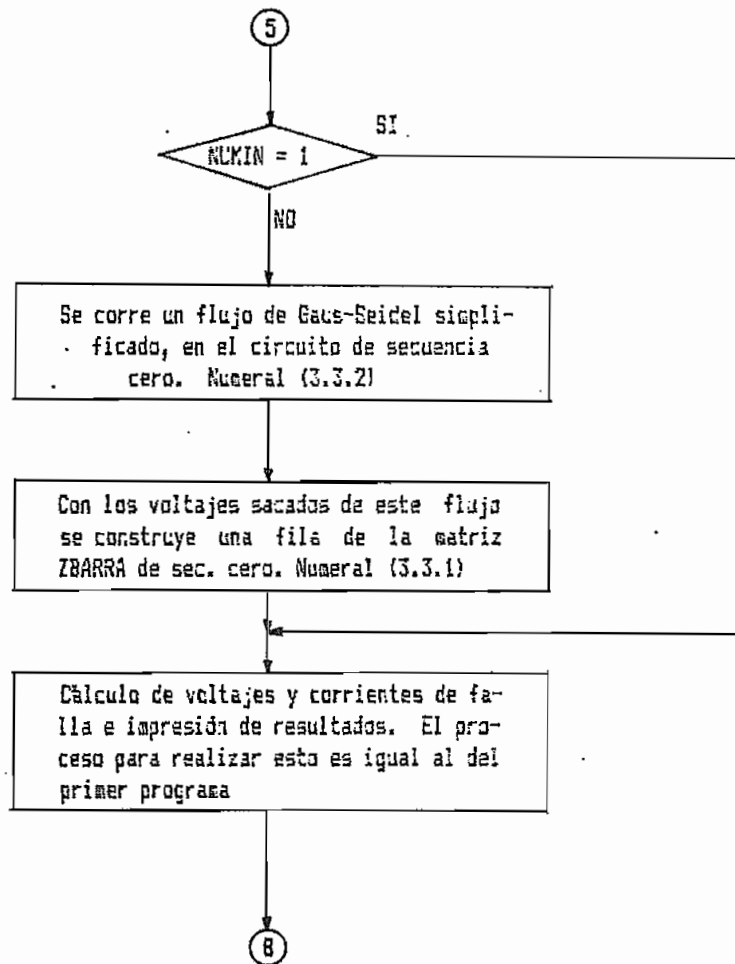 5
SI
NUMIN = 1
NO
Se corre un flujo de Gaus-Seidel simpli-
ficado, en el circuito de secuencia
cero. Numeral (3.3.2)
Con los voltajes sacados de este flujo
se construye una fila de la matriz
ZBARRA de sec. cero. Numeral (3.3.1)
Cálculo de voltajes y corrientes de fa-
lla e impresión de resultados. El pro-
ceso para realizar esto es igual al del
primer programa
8